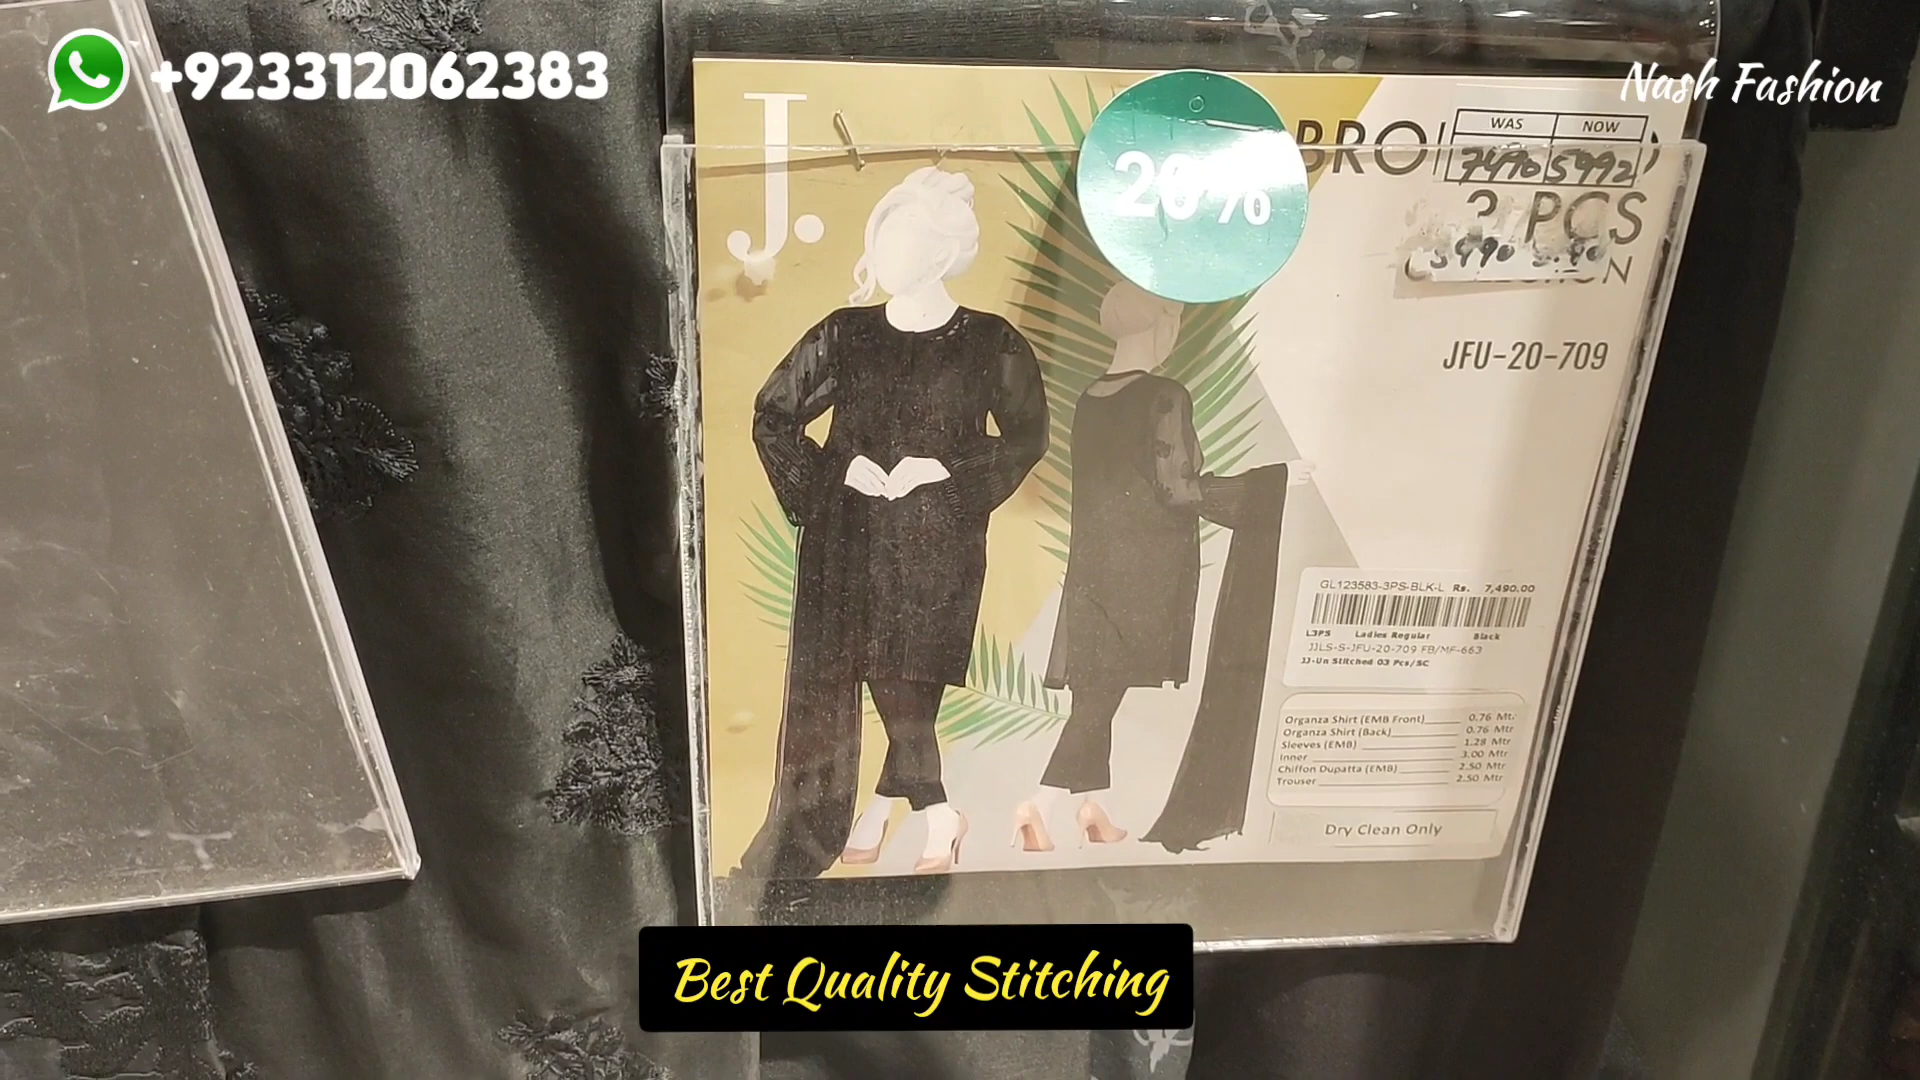 +923312062383
Nash Fashion
J.
20%
WAS NOW
7490 5992
PCS
JFU-20-709
GL123583-3PS-BLK-L Rs. 7,490.00
L3PS Ladies Regular Black
JJLS-S-JFU-20-709 FB/MF-663
JJ-Un Stitched 03 Pcs/SC
Organza Shirt (EMB Front) 0.76 Mtr
Organza Shirt (Back) 0.76 Mtr
Sleeves (EMB) 1.28 Mtr
Inner 3.00 Mtr
Chiffon Dupatta (EMB) 2.50 Mtr
Trouser 2.50 Mtr
Dry Clean Only
Best Quality Stitching